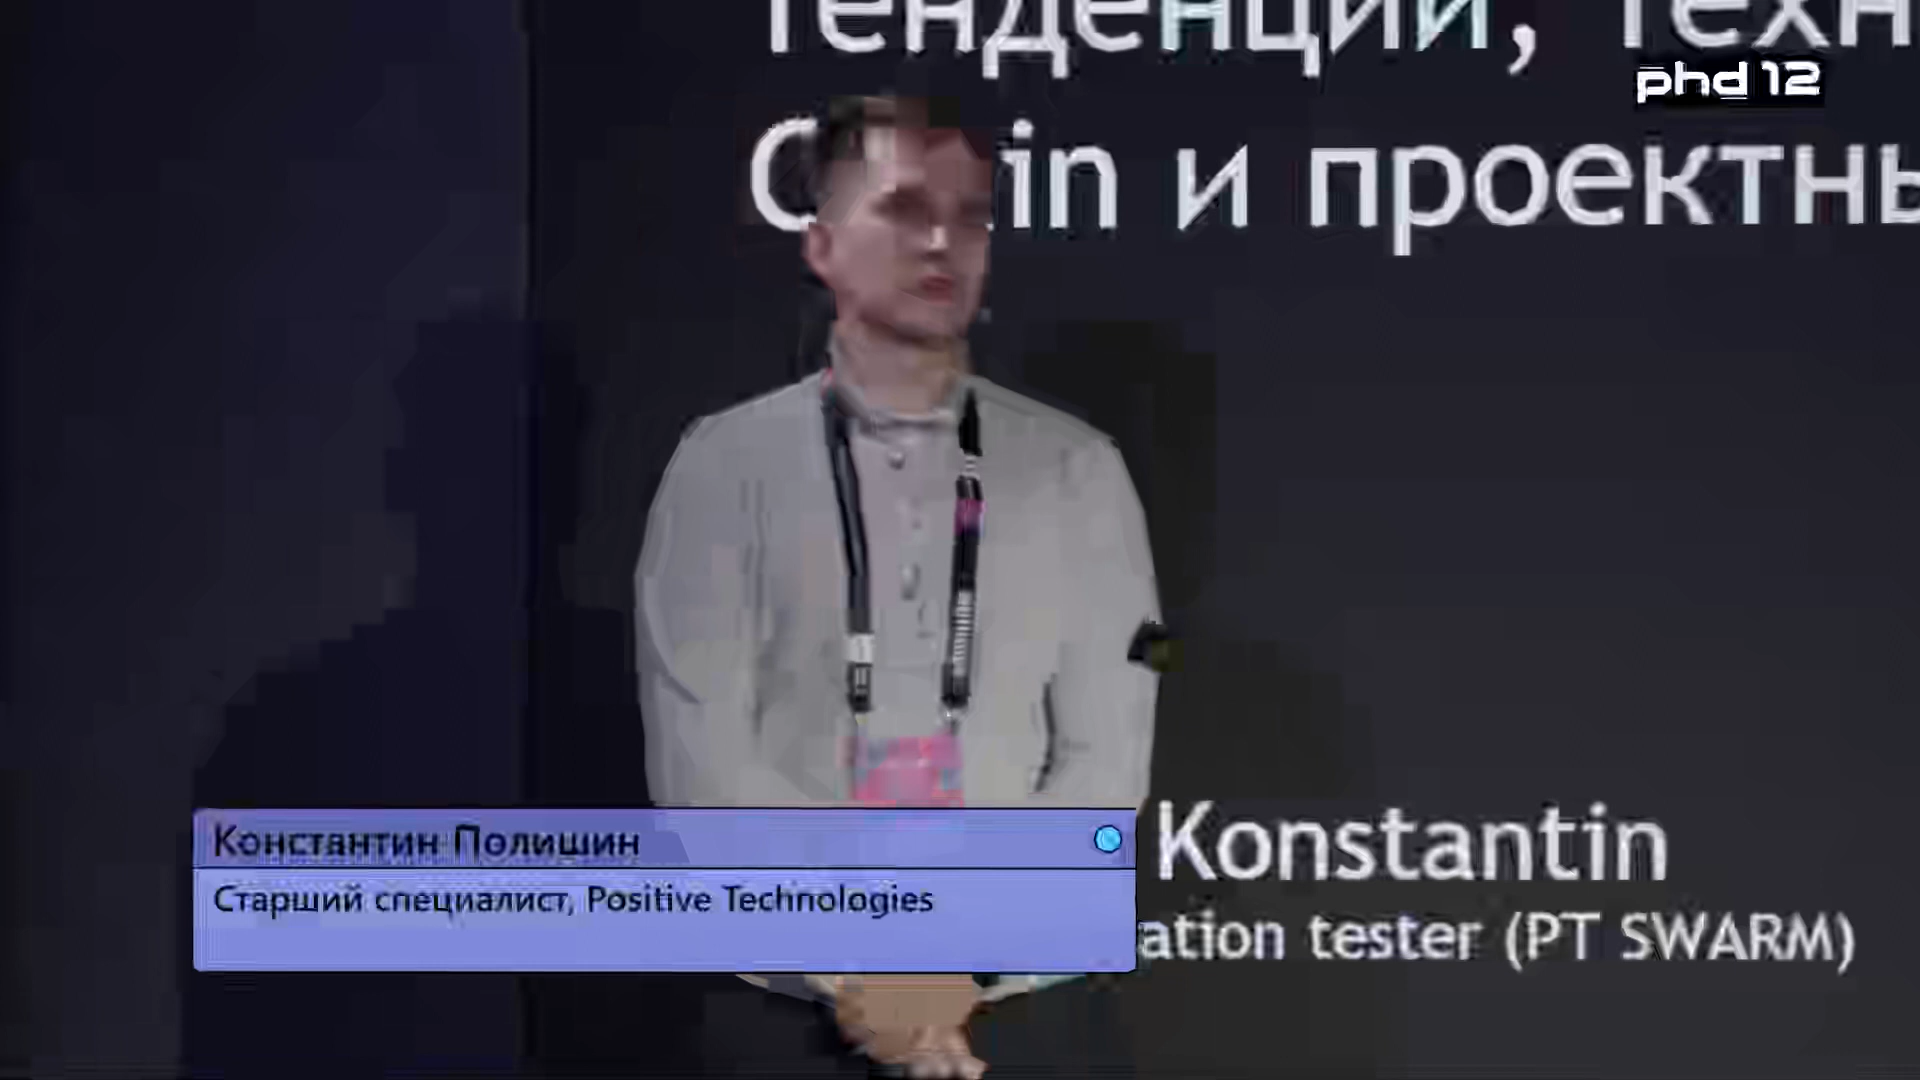 тенденции, техн
phd 12
in и проектны
Константин Полишин
Старший специалист, Positive Technologies
Konstantin
ation tester (PT SWARM)